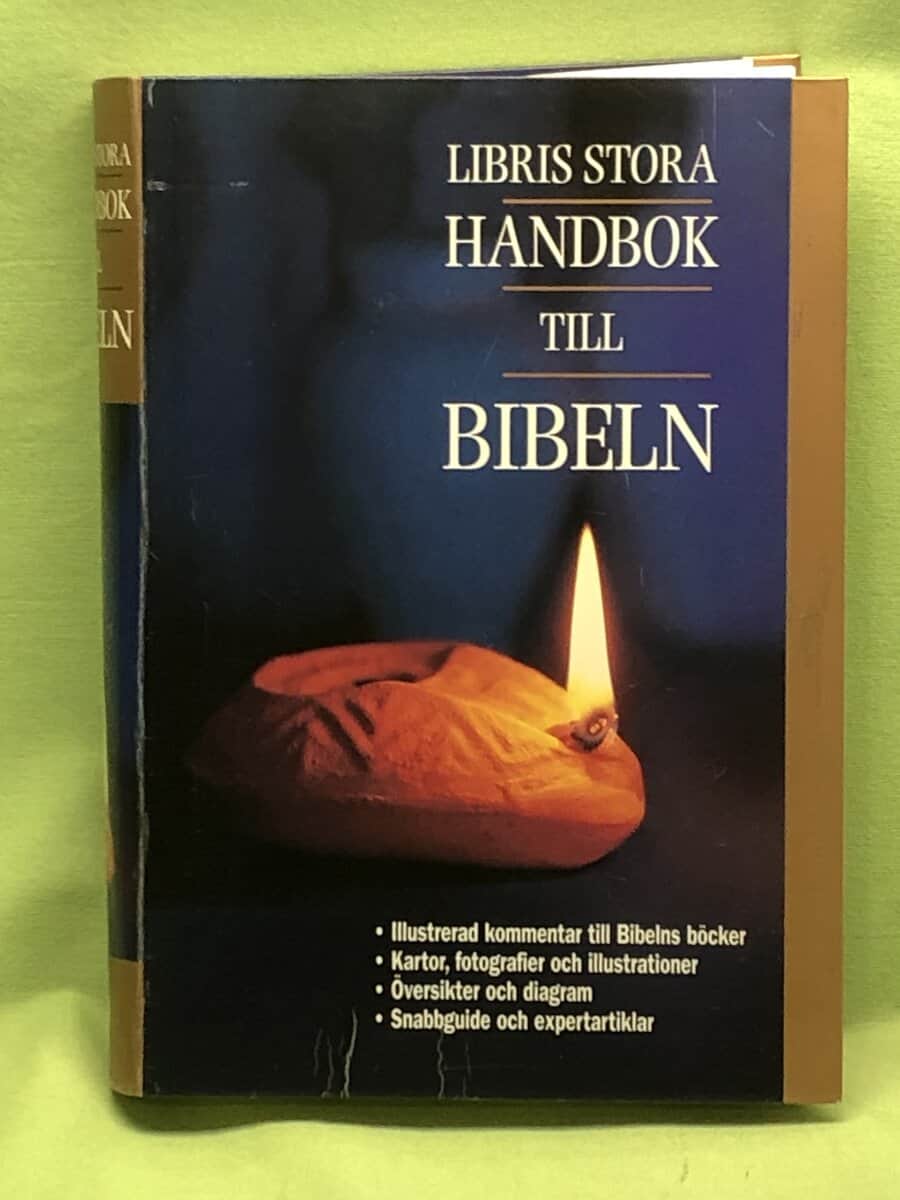 LIBRIS STORA
HANDBOK
TILL
BIBELN
• Illustrerad kommentar till Bibelns böcker
• Kartor, fotografier och illustrationer
• Översikter och diagram
• Snabbguide och expertartiklar